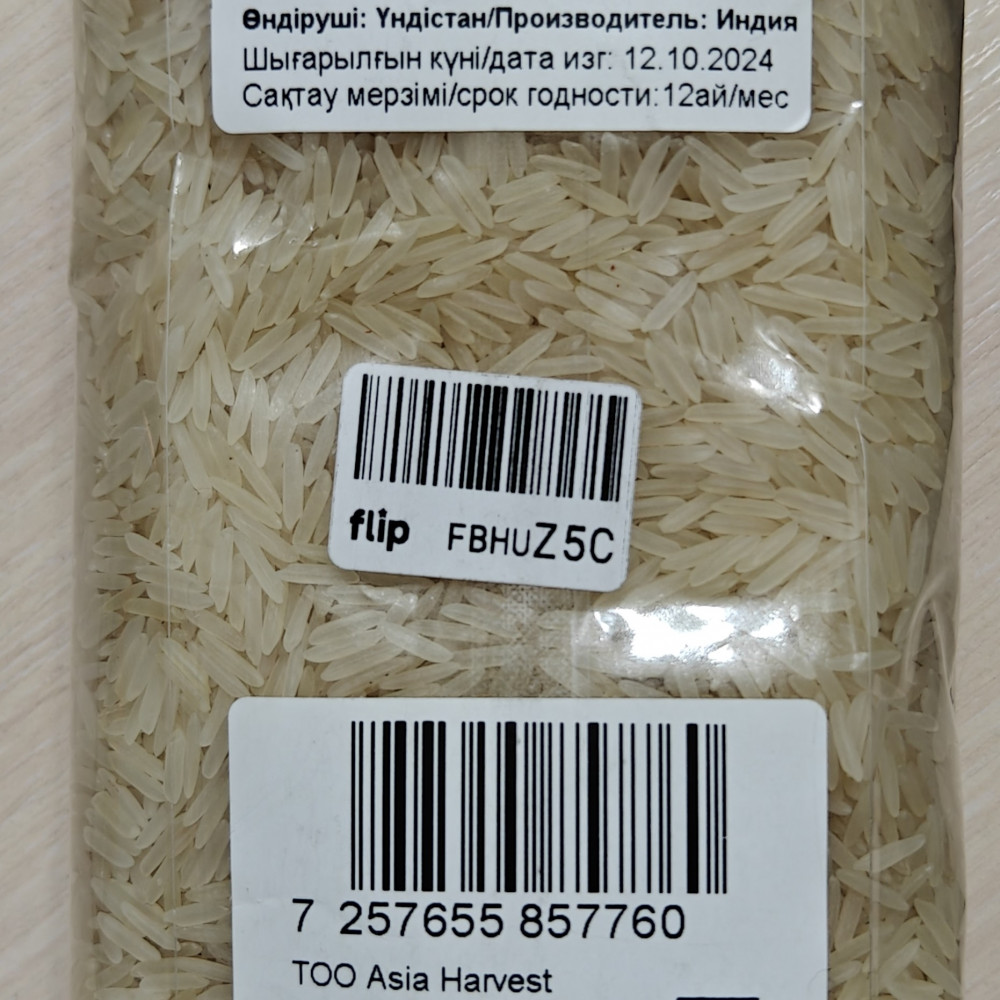 Өндіруші: Үндістан/Производитель: Индия
Шығарылғын күні/дата изг: 12.10.2024
Сақтау мерзімі/срок годности:12ай/мес
flip FBHUZ5C
7 257655 857760
ТОО Asia Harvest